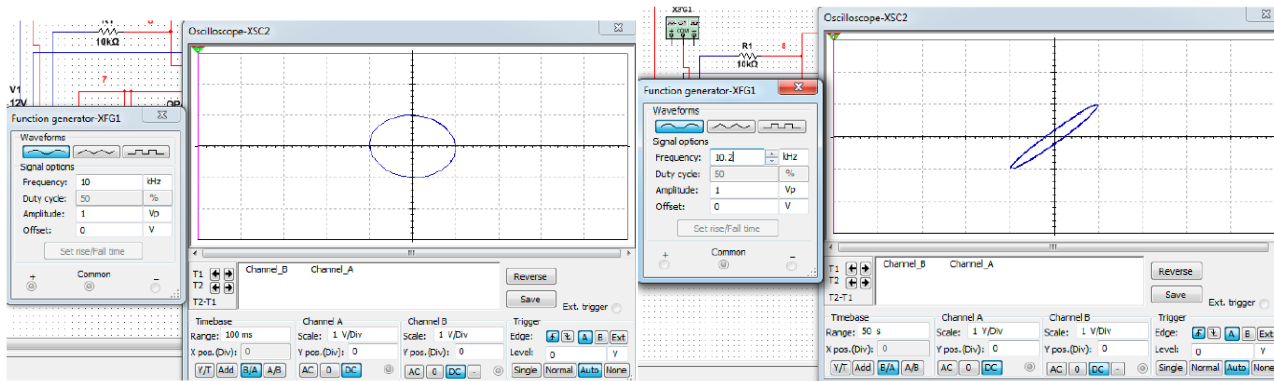 R1
10kΩ
6
7
V1
-12V
OP
Function generator-XFG1
Waveforms
Signal options
Frequency: 10 kHz
Duty cycle: 50 %
Amplitude: 1 Vp
Offset: 0 V
Set rise/Fall time
+ Common -
Oscilloscope-XSC2
T1
T2
T2-T1
Channel_B Channel_A
Reverse
Save
Ext. trigger
Timebase
Range: 100 ms
X pos.(Div): 0
Y/T Add B/A A/B
Channel A
Scale: 1 V/Div
Y pos.(Div): 0
AC 0 DC
Channel B
Scale: 1 V/Div
Y pos.(Div): 0
AC 0 DC -
Trigger
Edge: A B Ext
Level: 0 V
Single Normal Auto None
XFG1
COM
R1
10kΩ
8
Function generator-XFG1
Waveforms
Signal options
Frequency: 10.2 kHz
Duty cycle: 50 %
Amplitude: 1 Vp
Offset: 0 V
Set rise/Fall time
+ Common -
Oscilloscope-XSC2
T1
T2
T2-T1
Channel_B Channel_A
Reverse
Save
Ext. trigger
Timebase
Range: 50 s
X pos.(Div): 0
Y/T Add B/A A/B
Channel A
Scale: 1 V/Div
Y pos.(Div): 0
AC 0 DC
Channel B
Scale: 1 V/Div
Y pos.(Div): 0
AC 0 DC -
Trigger
Edge: A B Ext
Level: 0 V
Single Normal Auto None